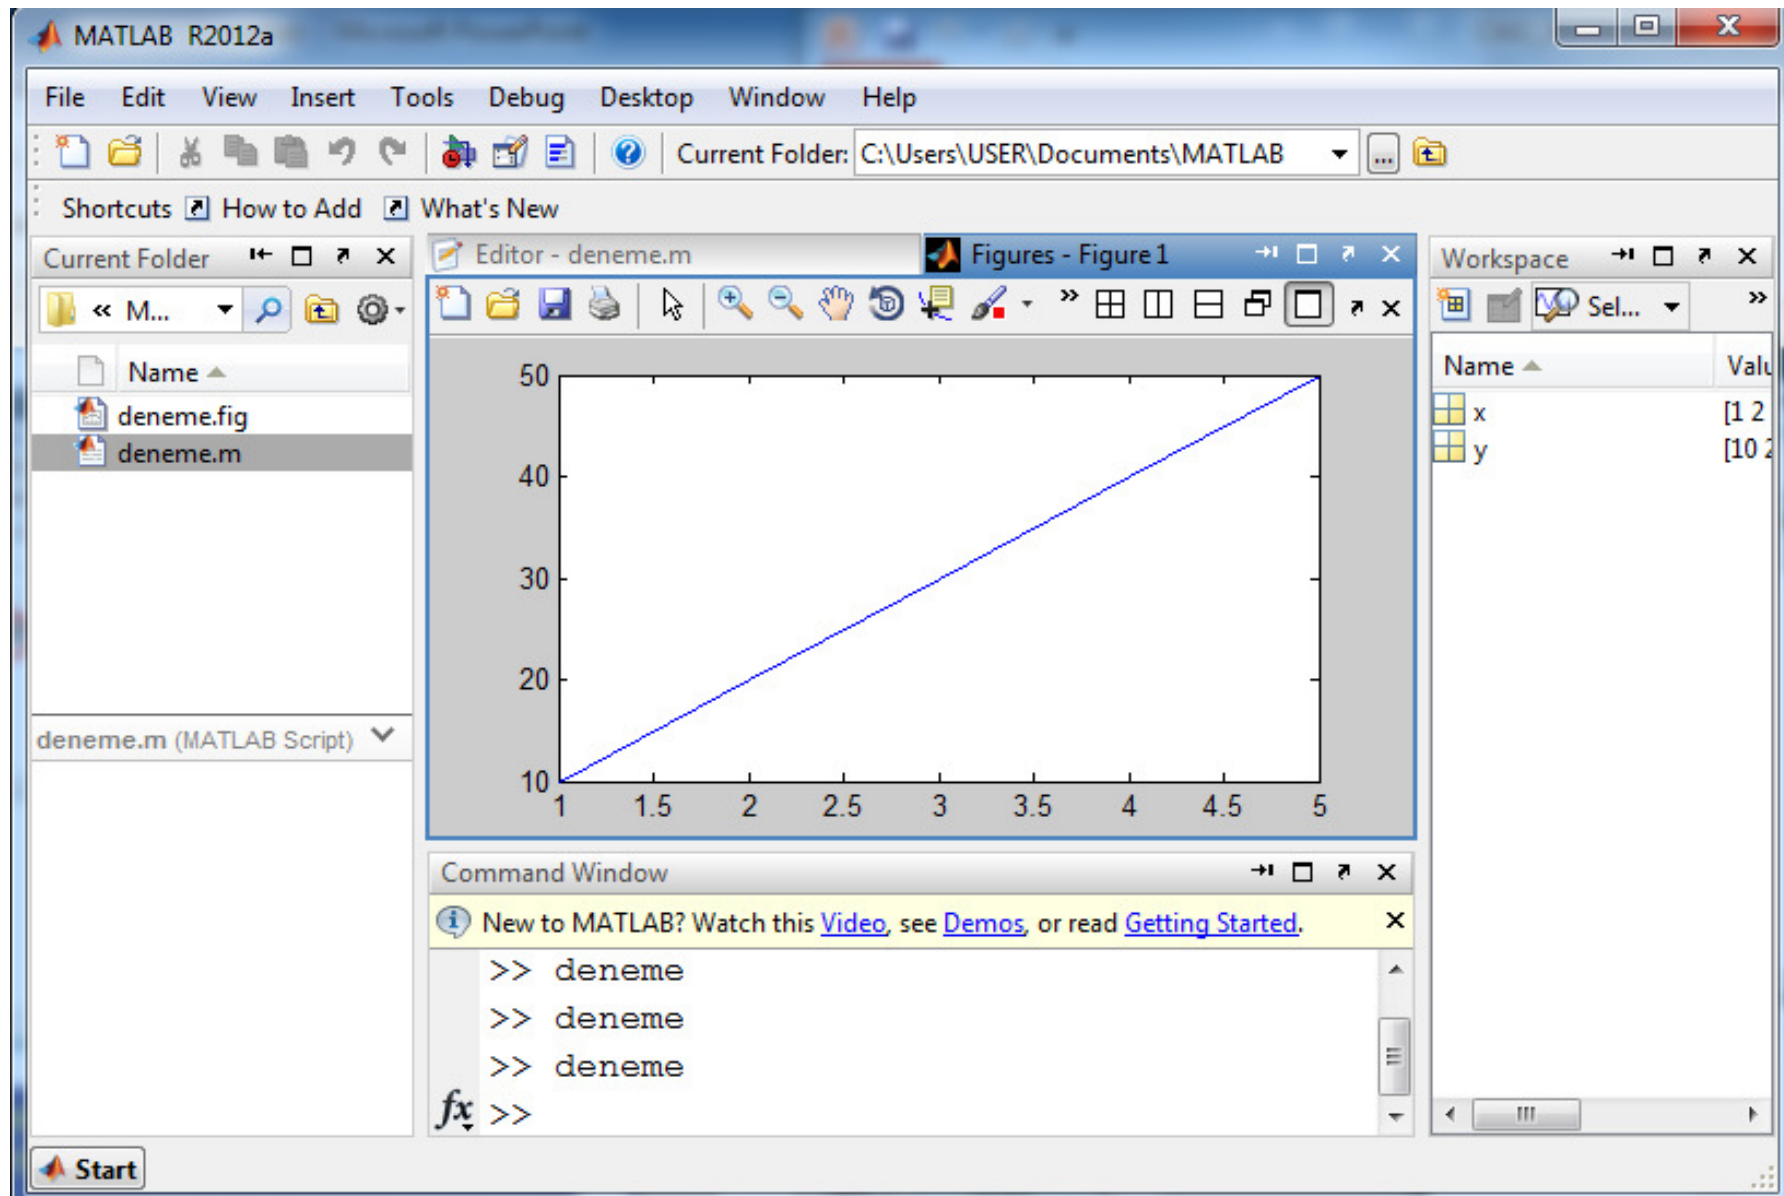 MATLAB R2012a
File Edit View Insert Tools Debug Desktop Window Help
Current Folder: C:\Users\USER\Documents\MATLAB ...
Shortcuts How to Add What's New
Current Folder
« M...
Name
deneme.fig
deneme.m
deneme.m (MATLAB Script)
Editor - deneme.m
Figures - Figure 1
50
40
30
20
10
1 1.5 2 2.5 3 3.5 4 4.5 5
Command Window
New to MATLAB? Watch this Video, see Demos, or read Getting Started.
>> deneme
>> deneme
>> deneme
fx >>
Workspace
Sel...
Name Valu
x [1 2
y [10 2
Start